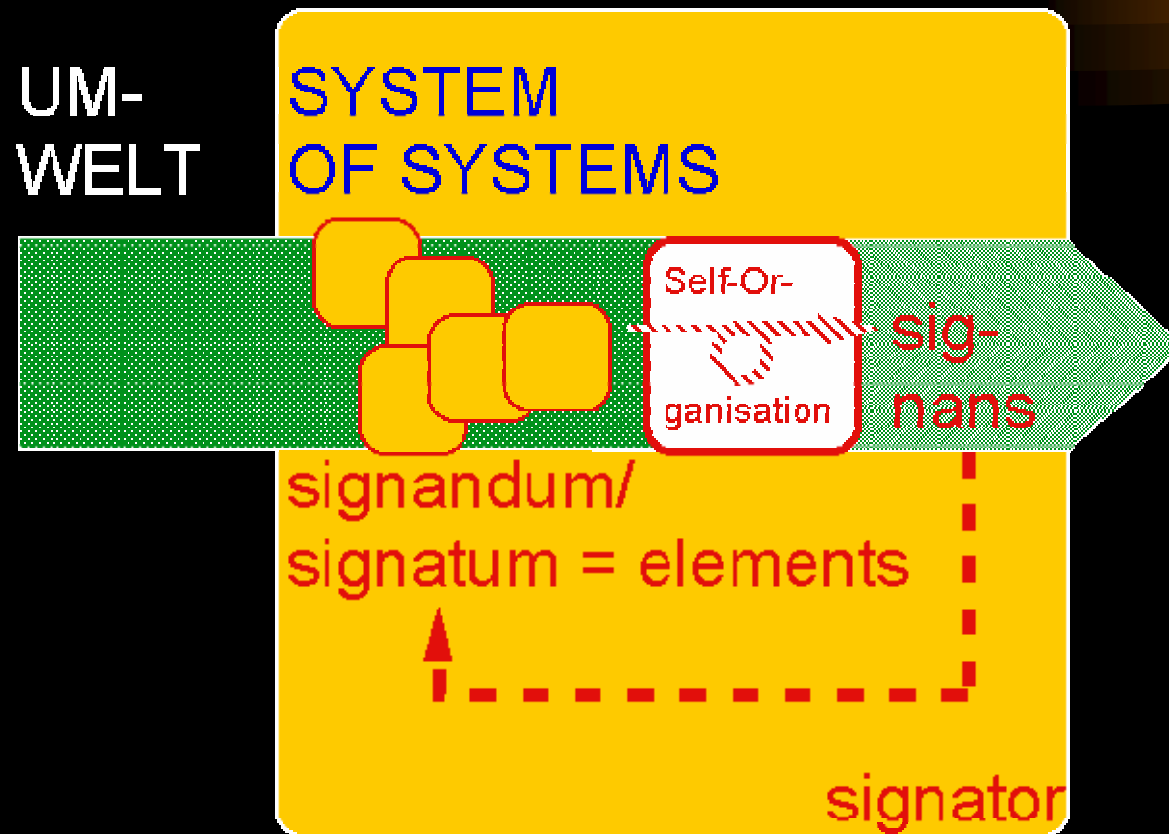 UM-
WELT
SYSTEM
OF SYSTEMS
Self-Or-
ganisation
sig-
nans
signandum/
signatum = elements
signator